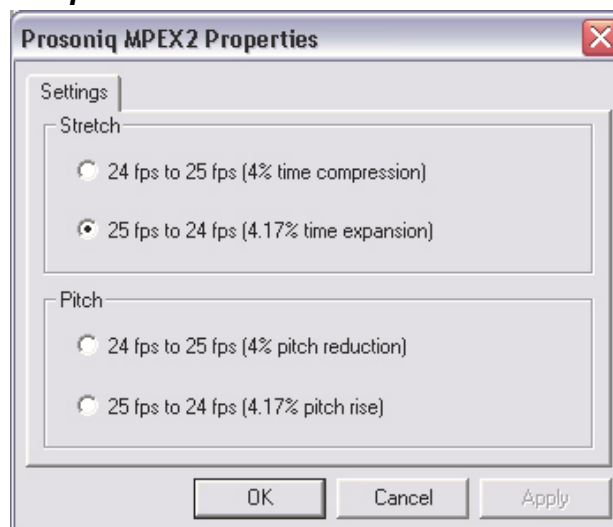 Prosoniq MPEX2 Properties
Settings
Stretch
24 fps to 25 fps (4% time compression)
25 fps to 24 fps (4.17% time expansion)
Pitch
24 fps to 25 fps (4% pitch reduction)
25 fps to 24 fps (4.17% pitch rise)
OK
Cancel
Apply